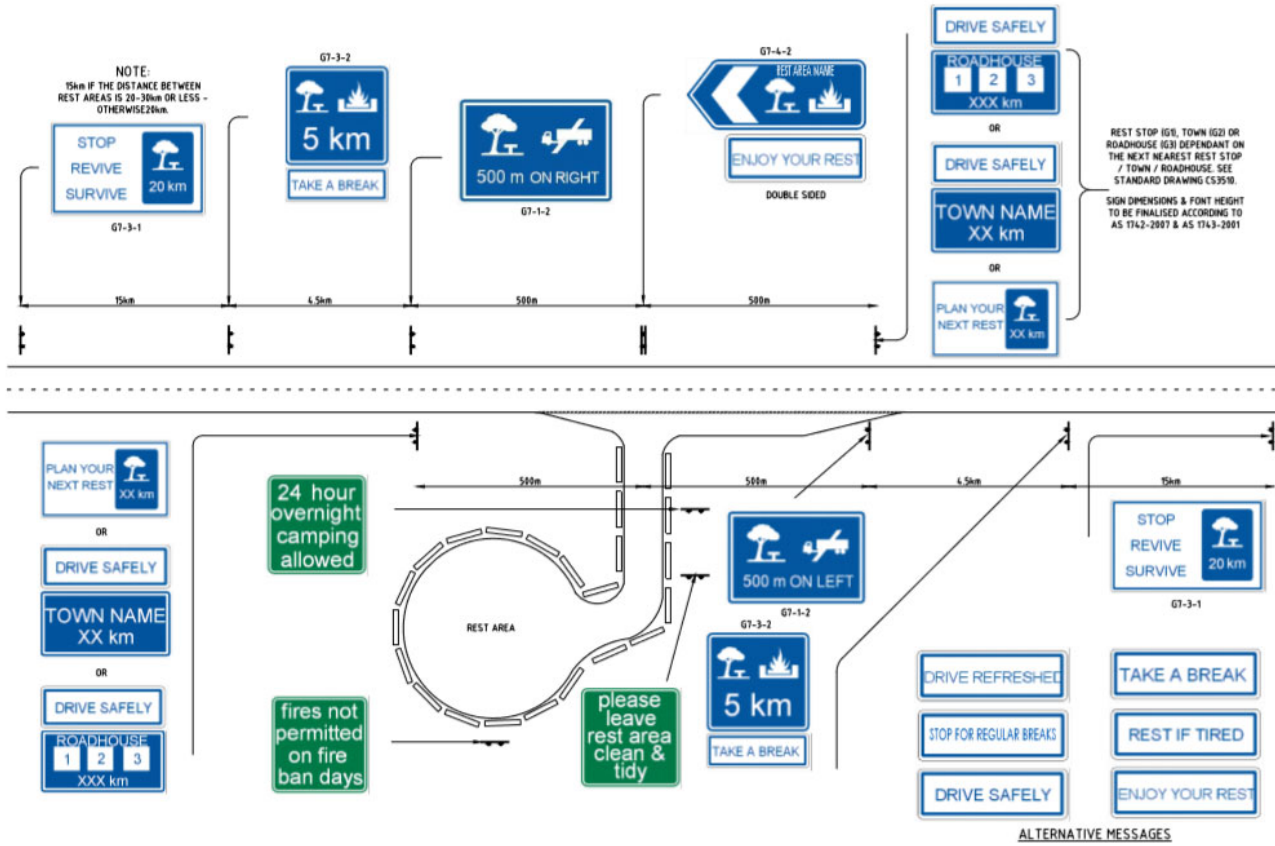 NOTE:
15km IF THE DISTANCE BETWEEN
REST AREAS IS 20-30km OR LESS -
OTHERWISE20km.
STOP
REVIVE
SURVIVE
20 km
G7-3-1
G7-3-2
5 km
TAKE A BREAK
500 m ON RIGHT
G7-1-2
G7-4-2
REST AREA NAME
ENJOY YOUR REST
DOUBLE SIDED
DRIVE SAFELY
ROADHOUSE
1 2 3
XXX km
OR
DRIVE SAFELY
TOWN NAME
XX km
OR
PLAN YOUR
NEXT REST
XX km
REST STOP (G1), TOWN (G2) OR
ROADHOUSE (G3) DEPENDANT ON
THE NEXT NEAREST REST STOP
/ TOWN / ROADHOUSE. SEE
STANDARD DRAWING CS3510.
SIGN DIMENSIONS & FONT HEIGHT
TO BE FINALISED ACCORDING TO
AS 1742-2007 & AS 1743-2001
15km
4.5km
500m
500m
PLAN YOUR
NEXT REST
XX km
OR
DRIVE SAFELY
TOWN NAME
XX km
OR
DRIVE SAFELY
ROADHOUSE
1 2 3
XXX km
24 hour
overnight
camping
allowed
fires not
permitted
on fire
ban days
REST AREA
500m
500m
4.5km
15km
please
leave
rest area
clean &
tidy
500 m ON LEFT
G7-1-2
G7-3-2
5 km
TAKE A BREAK
STOP
REVIVE
SURVIVE
20 km
G7-3-1
DRIVE REFRESHED
STOP FOR REGULAR BREAKS
DRIVE SAFELY
TAKE A BREAK
REST IF TIRED
ENJOY YOUR REST
ALTERNATIVE MESSAGES